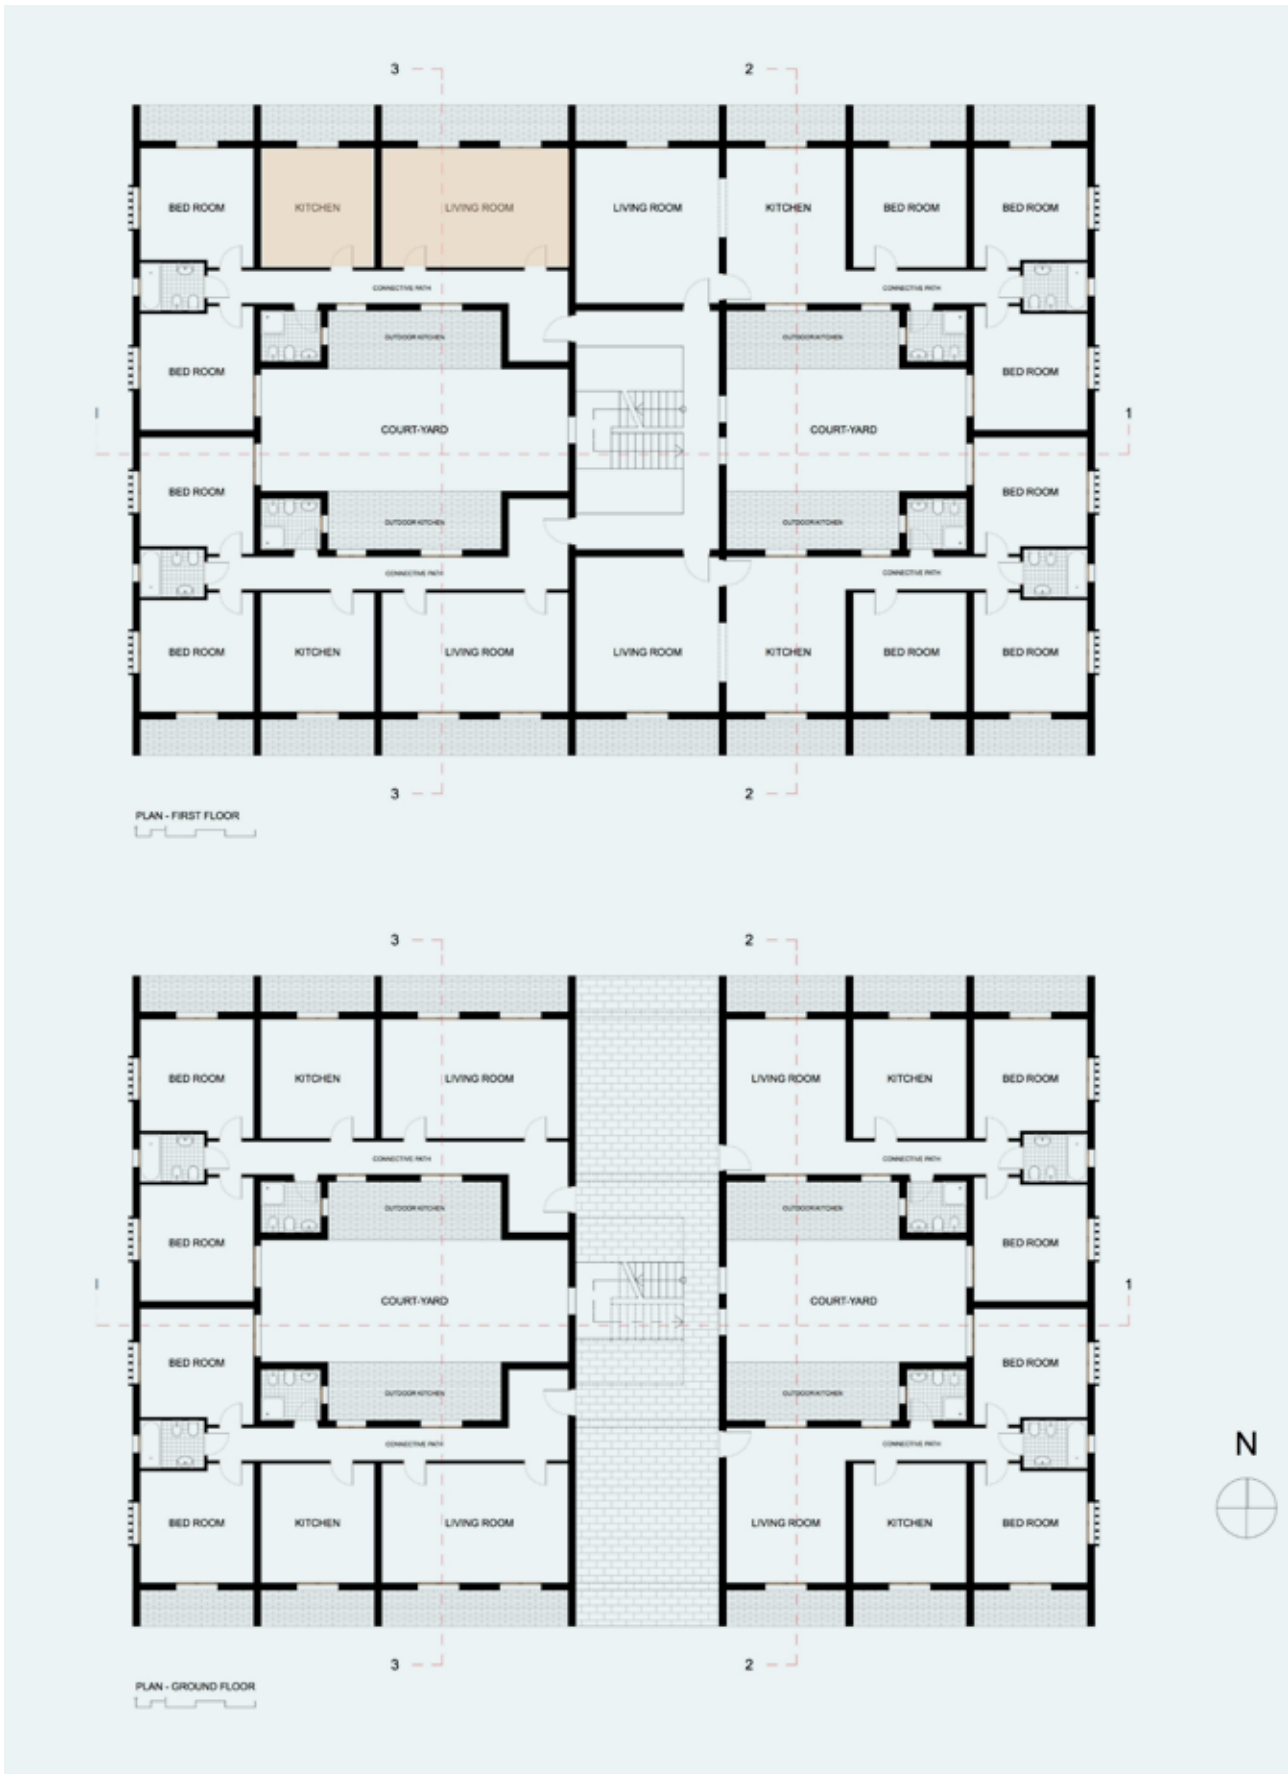 3 2
BED ROOM KITCHEN LIVING ROOM LIVING ROOM KITCHEN BED ROOM BED ROOM
CONNECTIVE PATH CONNECTIVE PATH
OUTDOOR KITCHEN OUTDOOR KITCHEN
BED ROOM BED ROOM
1
COURT-YARD COURT-YARD
BED ROOM BED ROOM
OUTDOOR KITCHEN OUTDOOR KITCHEN
CONNECTIVE PATH CONNECTIVE PATH
BED ROOM KITCHEN LIVING ROOM LIVING ROOM KITCHEN BED ROOM BED ROOM
3 2
PLAN - FIRST FLOOR
3 2
BED ROOM KITCHEN LIVING ROOM LIVING ROOM KITCHEN BED ROOM
CONNECTIVE PATH CONNECTIVE PATH
OUTDOOR KITCHEN OUTDOOR KITCHEN
BED ROOM BED ROOM
1
COURT-YARD COURT-YARD
BED ROOM BED ROOM
OUTDOOR KITCHEN OUTDOOR KITCHEN
CONNECTIVE PATH CONNECTIVE PATH
N
BED ROOM KITCHEN LIVING ROOM LIVING ROOM KITCHEN BED ROOM
3 2
PLAN - GROUND FLOOR